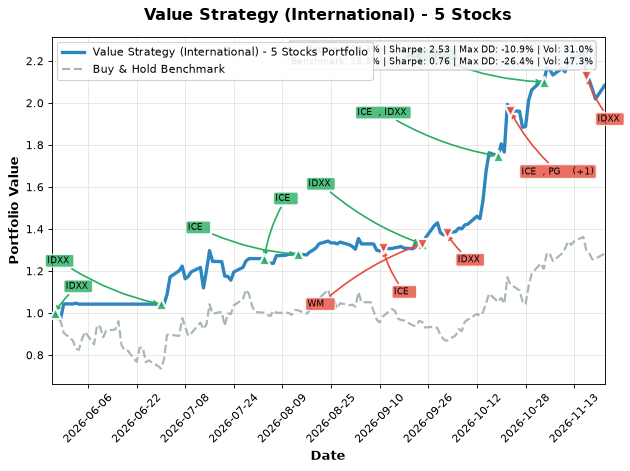 Value Strategy (International) - 5 Stocks
Value Strategy (International) - 5 Stocks Portfolio
Buy & Hold Benchmark
% | Sharpe: 2.53 | Max DD: -10.9% | Vol: 31.0%
% | Sharpe: 0.76 | Max DD: -26.4% | Vol: 47.3%
2.2
2.0
1.8
1.6
1.4
1.2
1.0
0.8
Portfolio Value
IDXX
IDXX
ICE
ICE
IDXX
ICE , IDXX
WM
ICE
IDXX
ICE , PG (+1)
IDXX
2026-06-06
2026-06-22
2026-07-08
2026-07-24
2026-08-09
2026-08-25
2026-09-10
2026-09-26
2026-10-12
2026-10-28
2026-11-13
Date